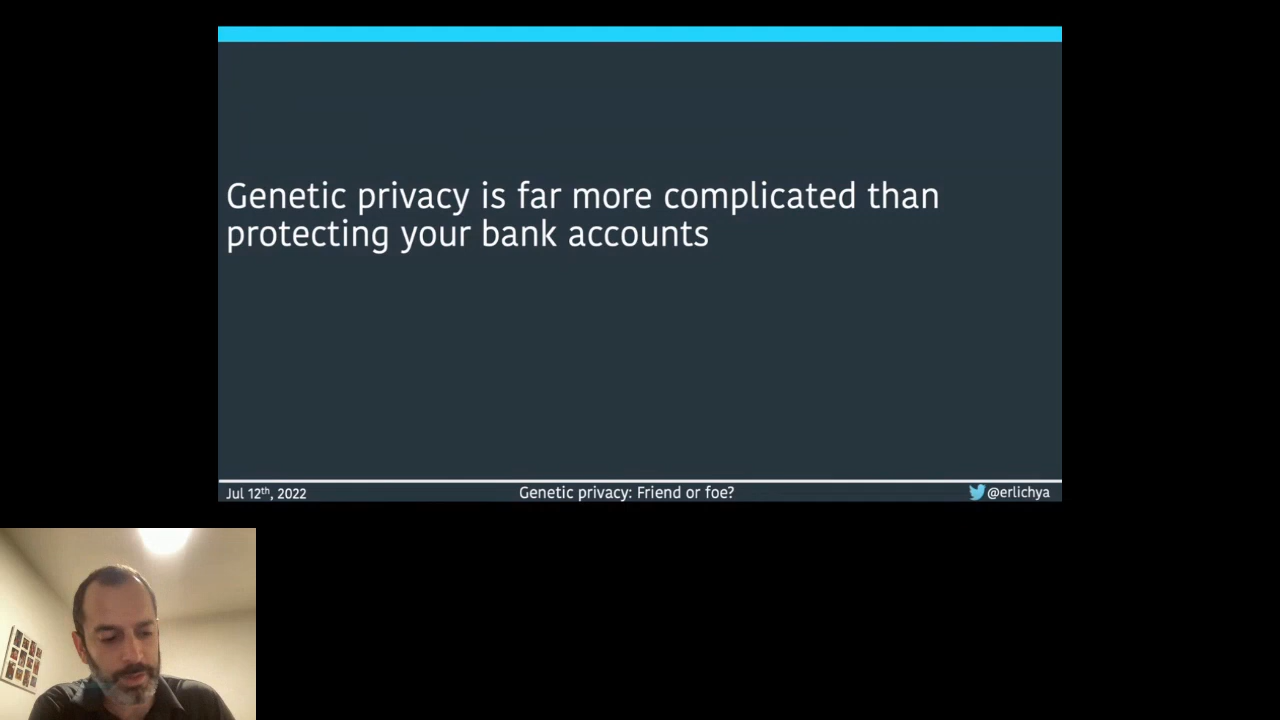 Genetic privacy is far more complicated than
protecting your bank accounts
Jul 12th, 2022
Genetic privacy: Friend or foe?
@erlichya